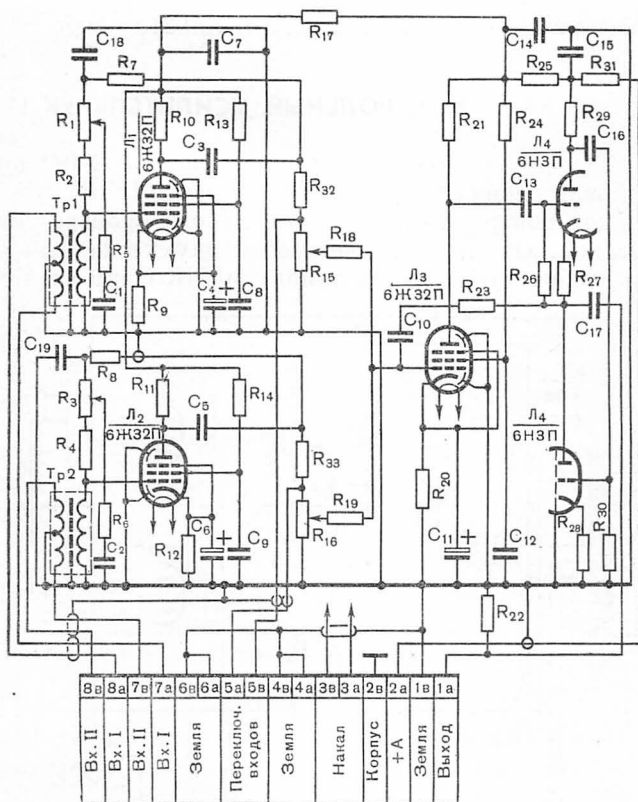 R17
C18
C7
C14
C15
R7
R25
R31
R1
R10
R13
R21
R24
R29
C16
Л1
6Ж32П
C3
Л4
6Н3П
R2
R32
C13
Тр1
R18
R5
R15
Л3
6Ж32П
R26
R27
C1
R9
C4
+
C8
C10
R23
C17
C19
R8
R11
R14
R3
Л2
6Ж32П
C5
Л4
6Н3П
R4
R33
R20
Тр2
R19
R6
C6
+
R16
R28
R30
C2
R12
C9
C11
+
C12
R22
8в 8а 7в 7а 6в 6а 5а 5в 4в 4а 3в 3а 2в 2а 1в 1а
Вх. II
Вх. I
Вх. II
Вх. I
Земля
Переключ.
входов
Земля
Накал
Корпус
+А
Земля
Выход